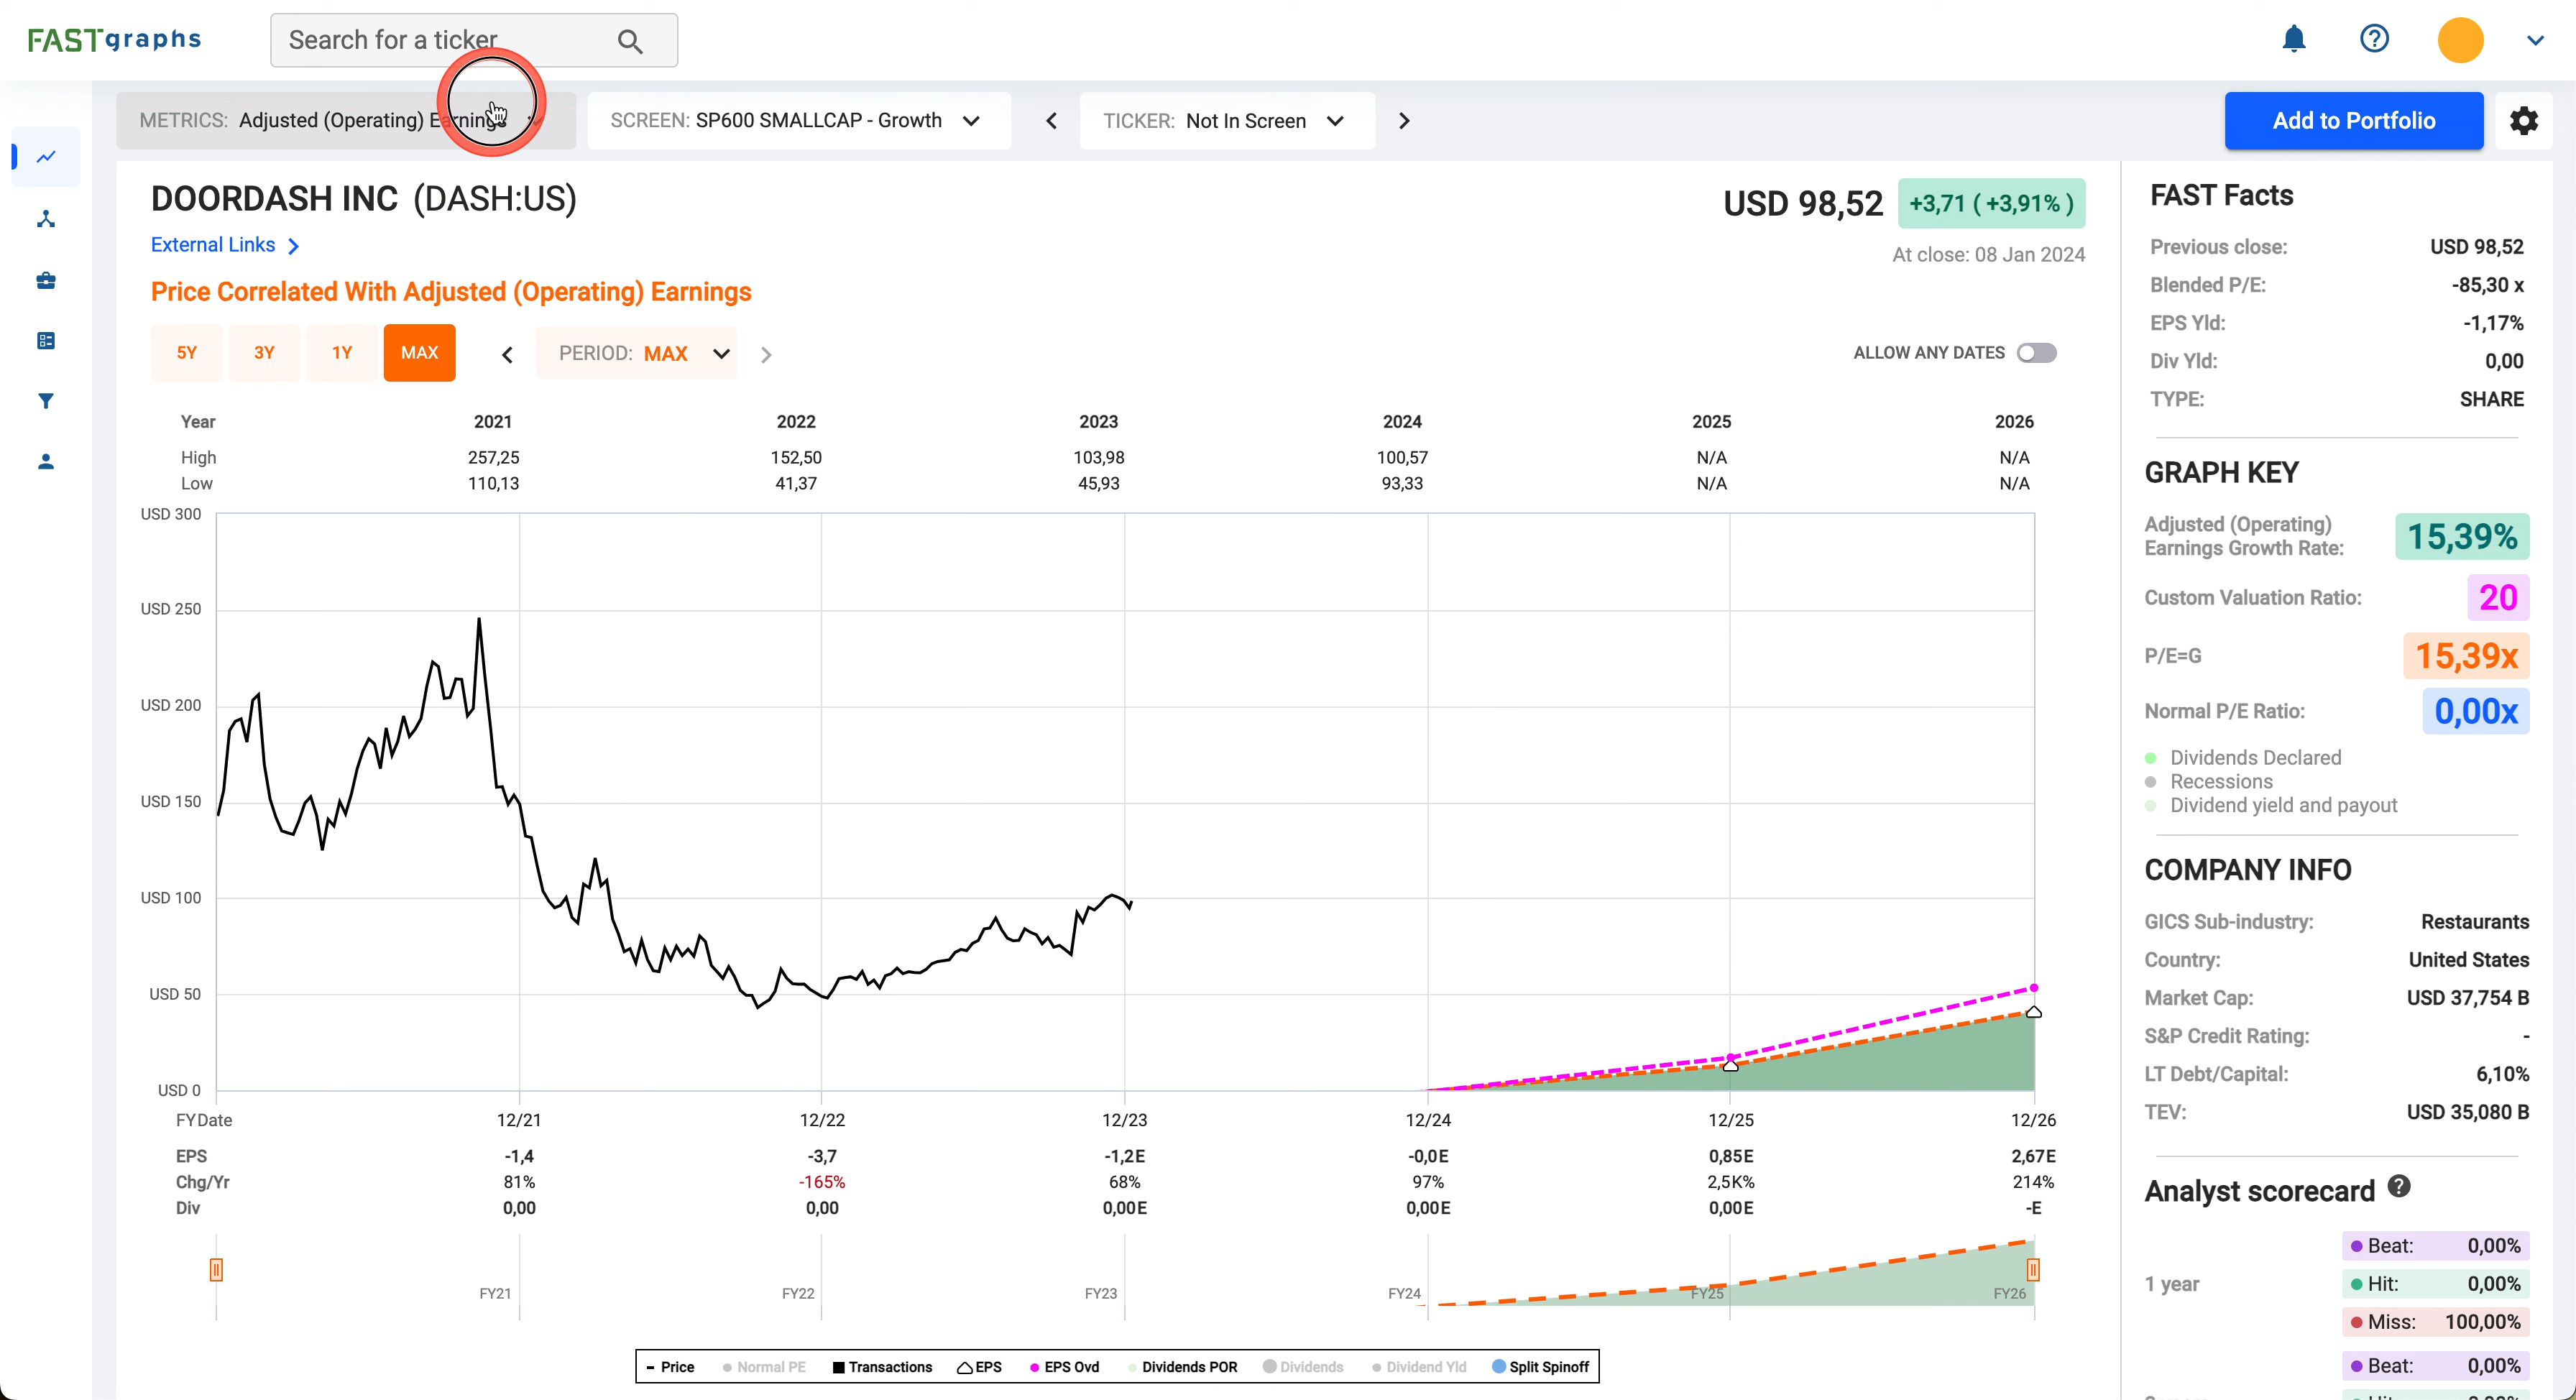 FASTgraphs
Search for a ticker
METRICS: Adjusted (Operating) Earnings
SCREEN: SP600 SMALLCAP - Growth
TICKER: Not In Screen
Add to Portfolio
DOORDASH INC (DASH:US)
USD 98,52 +3,71 ( +3,91% )
External Links
At close: 08 Jan 2024
Price Correlated With Adjusted (Operating) Earnings
5Y 3Y 1Y MAX PERIOD: MAX
ALLOW ANY DATES
Year 2021 2022 2023 2024 2025 2026
High 257,25 152,50 103,98 100,57 N/A N/A
Low 110,13 41,37 45,93 93,33 N/A N/A
USD 300
USD 250
USD 200
USD 150
USD 100
USD 50
USD 0
FYDate 12/21 12/22 12/23 12/24 12/25 12/26
EPS -1,4 -3,7 -1,2E -0,0E 0,85E 2,67E
Chg/Yr 81% -165% 68% 97% 2,5K% 214%
Div 0,00 0,00 0,00E 0,00E 0,00E -E
FY21 FY22 FY23 FY24 FY25 FY26
Price Normal PE Transactions EPS EPS Ovd Dividends POR Dividends Dividend Yld Split Spinoff
FAST Facts
Previous close: USD 98,52
Blended P/E: -85,30 x
EPS Yld: -1,17%
Div Yld: 0,00
TYPE: SHARE
GRAPH KEY
Adjusted (Operating)
Earnings Growth Rate: 15,39%
Custom Valuation Ratio: 20
P/E=G 15,39x
Normal P/E Ratio: 0,00x
Dividends Declared
Recessions
Dividend yield and payout
COMPANY INFO
GICS Sub-industry: Restaurants
Country: United States
Market Cap: USD 37,754 B
S&P Credit Rating: -
LT Debt/Capital: 6,10%
TEV: USD 35,080 B
Analyst scorecard ?
Beat: 0,00%
1 year Hit: 0,00%
Miss: 100,00%
Beat: 0,00%